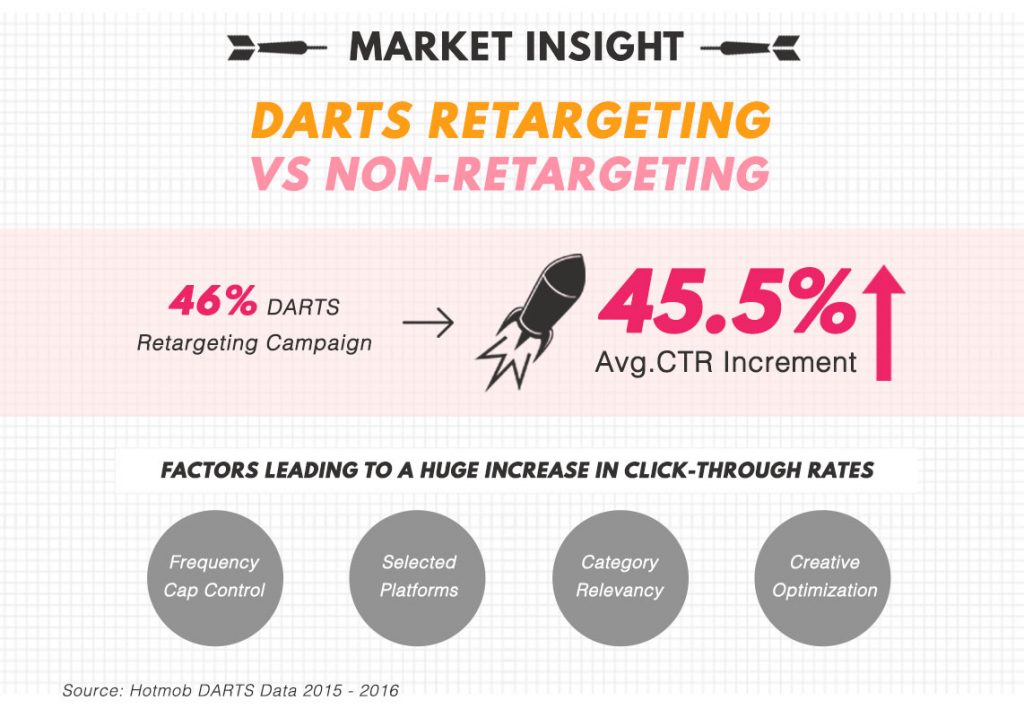 MARKET INSIGHT
DARTS RETARGETING
VS NON-RETARGETING
46% DARTS
Retargeting Campaign
45.5%
Avg.CTR Increment
FACTORS LEADING TO A HUGE INCREASE IN CLICK-THROUGH RATES
Frequency
Cap Control
Selected
Platforms
Category
Relevancy
Creative
Optimization
Source: Hotmob DARTS Data 2015 - 2016